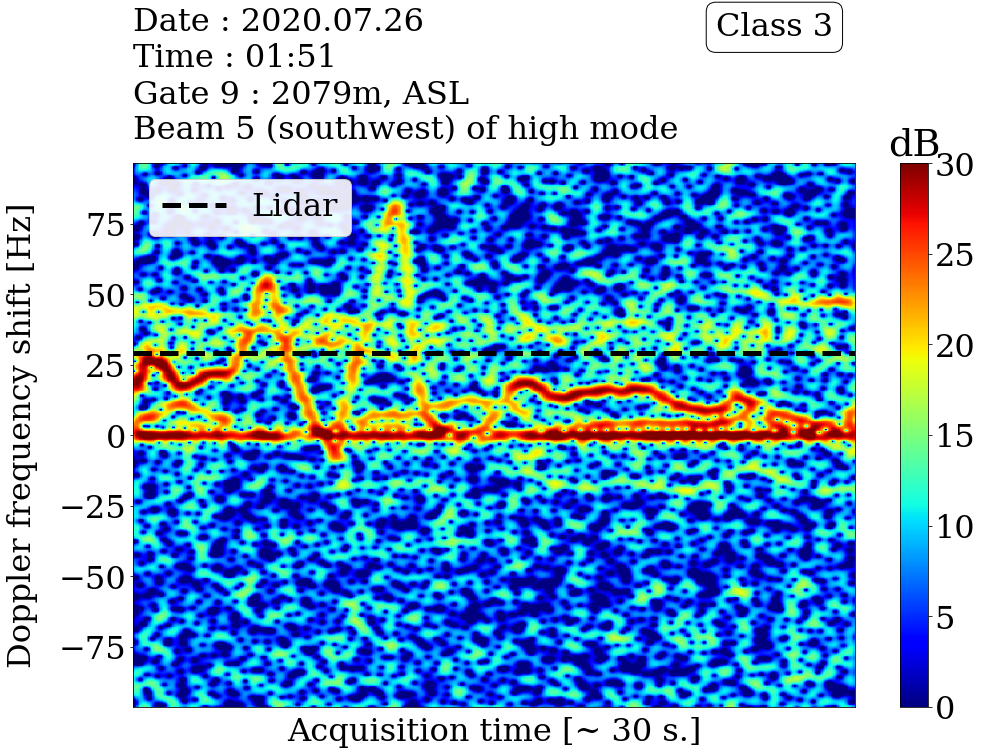 Date : 2020.07.26
Time : 01:51
Gate 9 : 2079m, ASL
Beam 5 (southwest) of high mode
Class 3
dB
Lidar
Doppler frequency shift [Hz]
75
50
25
0
−25
−50
−75
30
25
20
15
10
5
0
Acquisition time [~ 30 s.]